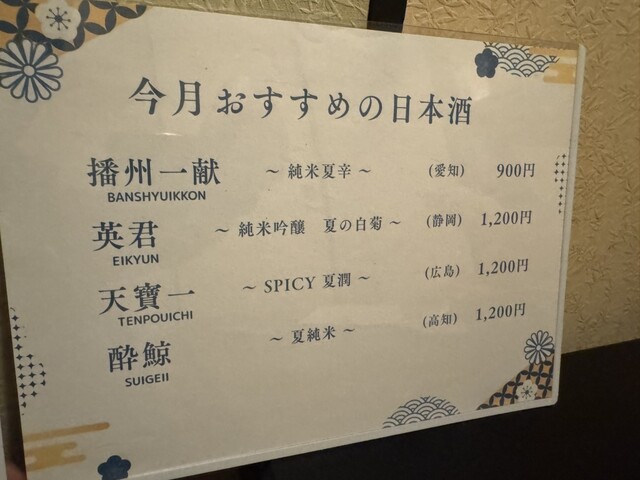 今月おすすめの日本酒
播州一献 ～ 純米夏辛 ～ (愛知) 900円
BANSHYUIKKON
英君 ～ 純米吟醸 夏の白菊 ～ (静岡) 1,200円
EIKYUN
天寶一 ～ SPICY 夏潤 ～ (広島) 1,200円
TENPOUICHI
酔鯨 ～ 夏純米 ～ (高知) 1,200円
SUIGEII